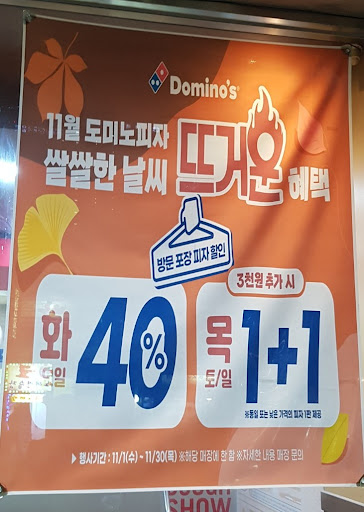 Domino's
11월 도미노피자
쌀쌀한 날씨 뜨거운 혜택
방문 포장 피자 할인
화요일 40%
3천원 추가 시
목 토/일 1+1
※동일 또는 낮은 가격의 피자 1판 제공
▶ 행사기간 : 11/1(수) ~ 11/30(목) ※해당 매장에 한 함 ※자세한 내용 매장 문의
SHOW